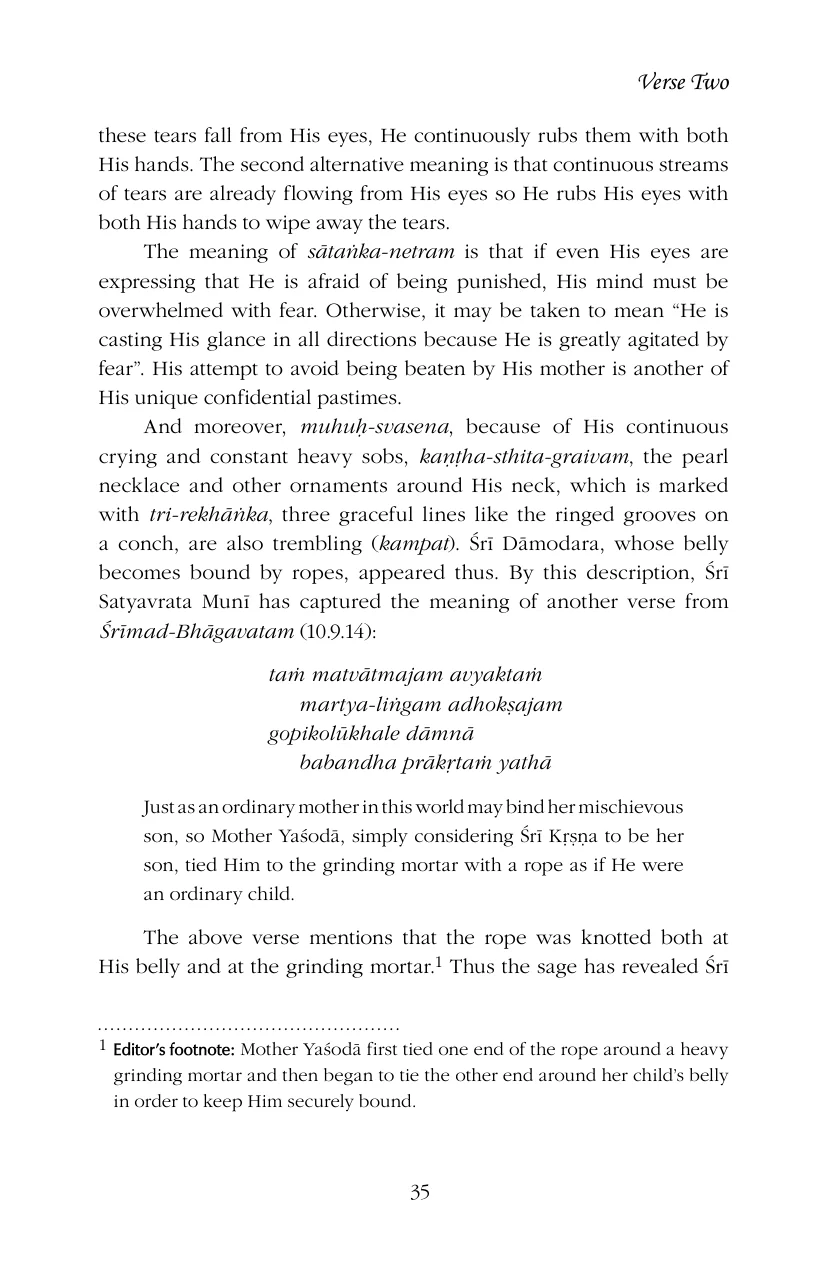 Verse Two
these tears fall from His eyes, He continuously rubs them with both
His hands. The second alternative meaning is that continuous streams
of tears are already flowing from His eyes so He rubs His eyes with
both His hands to wipe away the tears.
The meaning of sātaṅka-netram is that if even His eyes are
expressing that He is afraid of being punished, His mind must be
overwhelmed with fear. Otherwise, it may be taken to mean “He is
casting His glance in all directions because He is greatly agitated by
fear”. His attempt to avoid being beaten by His mother is another of
His unique confidential pastimes.
And moreover, muhuḥ-svasena, because of His continuous
crying and constant heavy sobs, kaṇṭha-sthita-graivam, the pearl
necklace and other ornaments around His neck, which is marked
with tri-rekhāṅka, three graceful lines like the ringed grooves on
a conch, are also trembling (kampat). Śrī Dāmodara, whose belly
becomes bound by ropes, appeared thus. By this description, Śrī
Satyavrata Munī has captured the meaning of another verse from
Śrīmad-Bhāgavatam (10.9.14):
taṁ matvātmajam avyaktaṁ
martya-liṅgam adhokṣajam
gopikolūkhale dāmnā
babandha prākṛtaṁ yathā
Just as an ordinary mother in this world may bind her mischievous
son, so Mother Yaśodā, simply considering Śrī Kṛṣṇa to be her
son, tied Him to the grinding mortar with a rope as if He were
an ordinary child.
The above verse mentions that the rope was knotted both at
His belly and at the grinding mortar.1 Thus the sage has revealed Śrī
1 Editor’s footnote: Mother Yaśodā first tied one end of the rope around a heavy
grinding mortar and then began to tie the other end around her child’s belly
in order to keep Him securely bound.
35